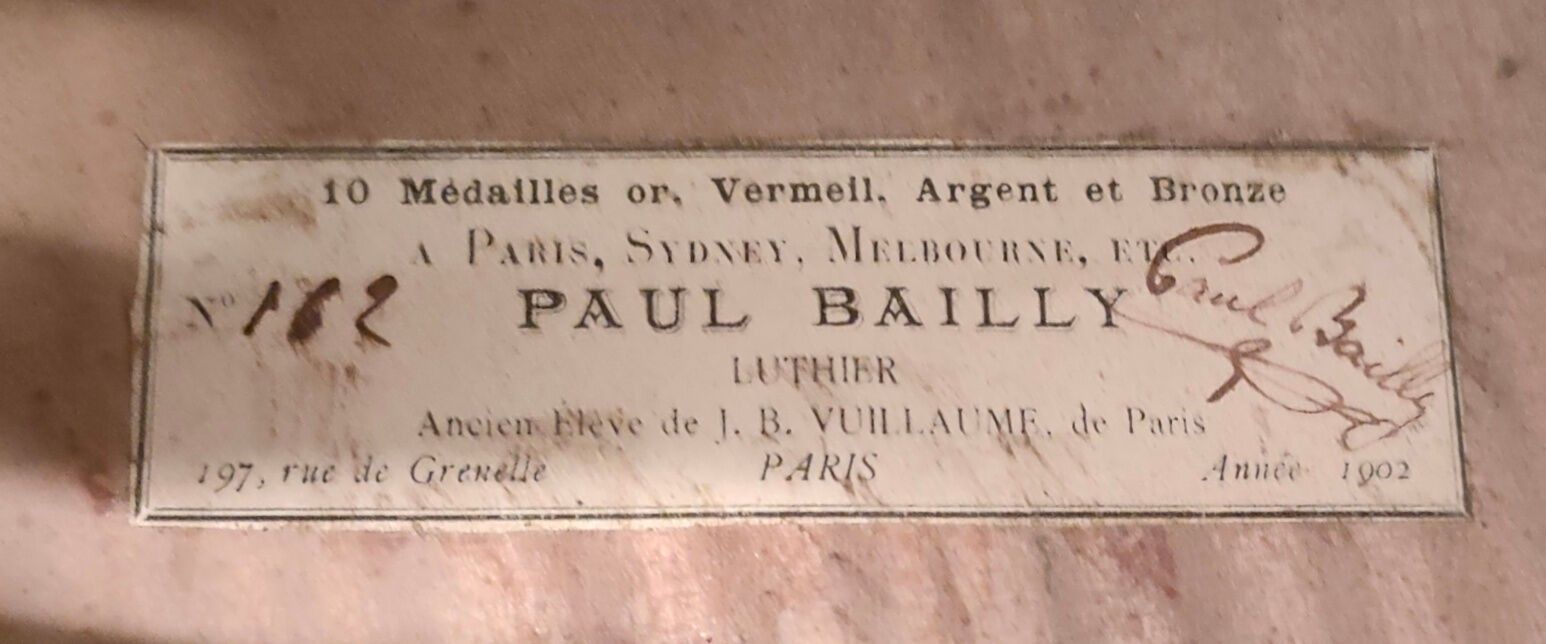 10 Médailles or, Vermeil, Argent et Bronze
A PARIS, SYDNEY, MELBOURNE, ETC.
No 162
PAUL BAILLY
Paul Bailly
LUTHIER
Ancien Élève de J. B. VUILLAUME, de Paris
197, rue de Grenelle PARIS Année 1902